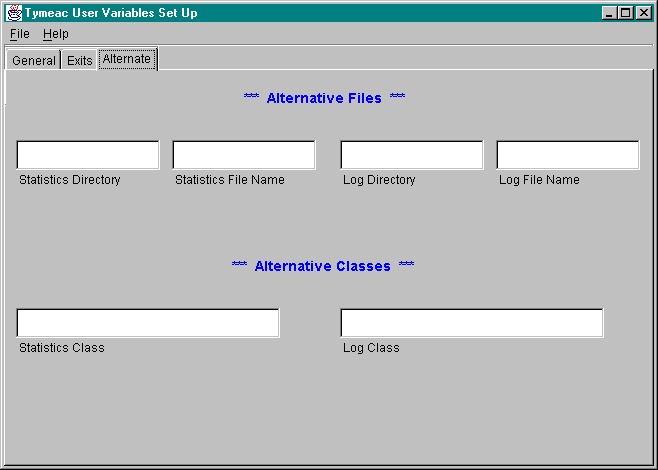 Tymeac User Variables Set Up
File Help
General Exits Alternate
*** Alternative Files ***
Statistics Directory Statistics File Name Log Directory Log File Name
*** Alternative Classes ***
Statistics Class Log Class